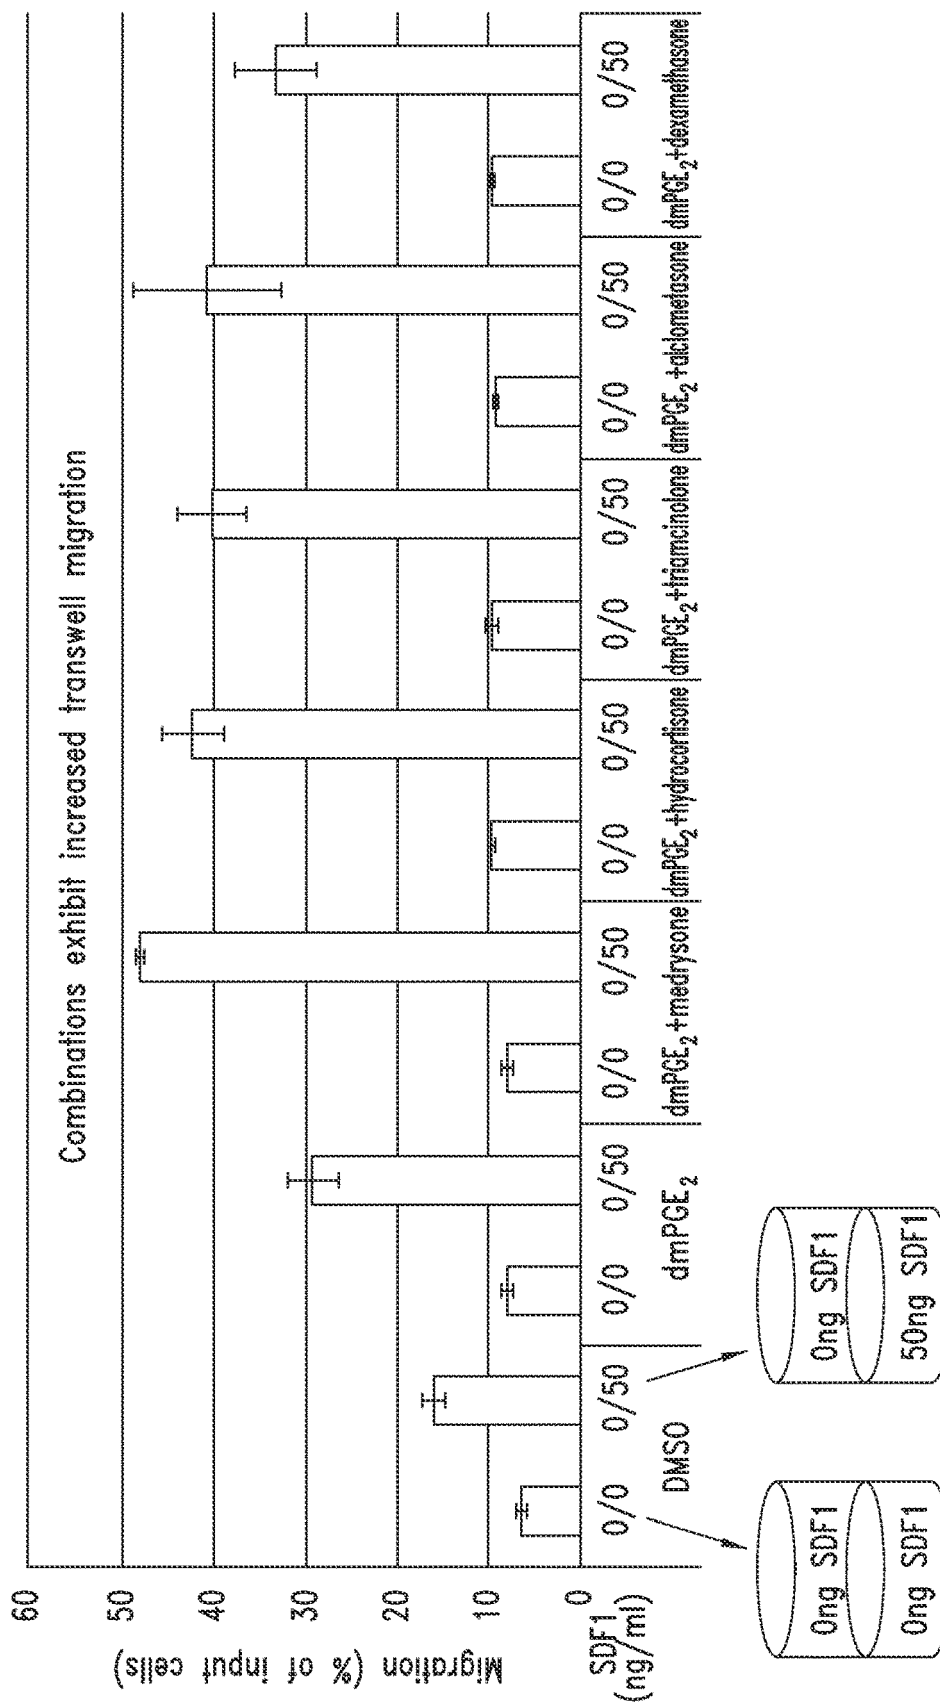 Combinations exhibit increased transwell migration
Migration (% of input cells)
60
50
40
30
20
10
0
SDF1
(ng/ml)
0/0 0/50 0/0 0/50 0/0 0/50 0/0 0/50 0/0 0/50 0/0 0/50 0/0 0/50
DMSO dmPGE₂ dmPGE₂+medrysone dmPGE₂+hydrocortisone dmPGE₂+triamcinolone dmPGE₂+alclometasone dmPGE₂+dexamethasone
0ng SDF1
0ng SDF1
0ng SDF1
50ng SDF1